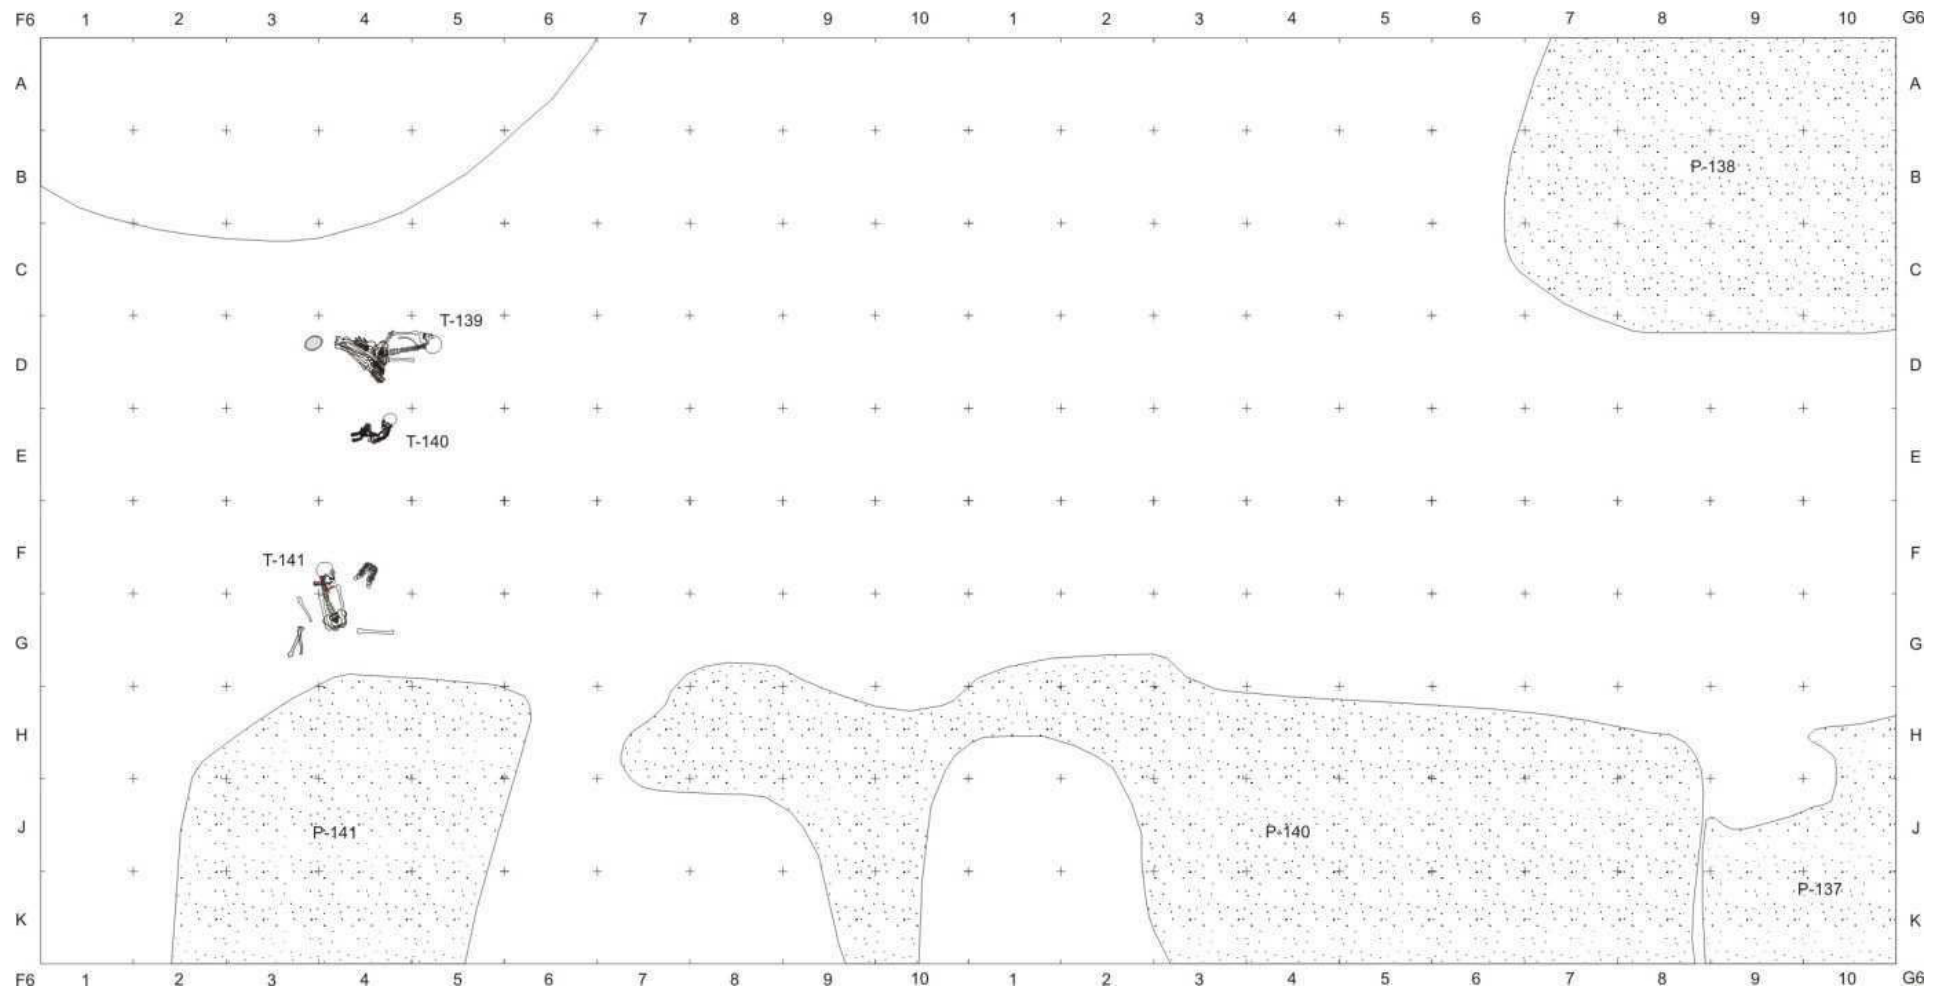 F6 1 2 3 4 5 6 7 8 9 10 1 2 3 4 5 6 7 8 9 10 G6
A A
P-138
B B
C C
T-139
D D
T-140
E E
F F
T-141
G G
H H
J J
P-141 P-140
P-137
K K
F6 1 2 3 4 5 6 7 8 9 10 1 2 3 4 5 6 7 8 9 10 G6